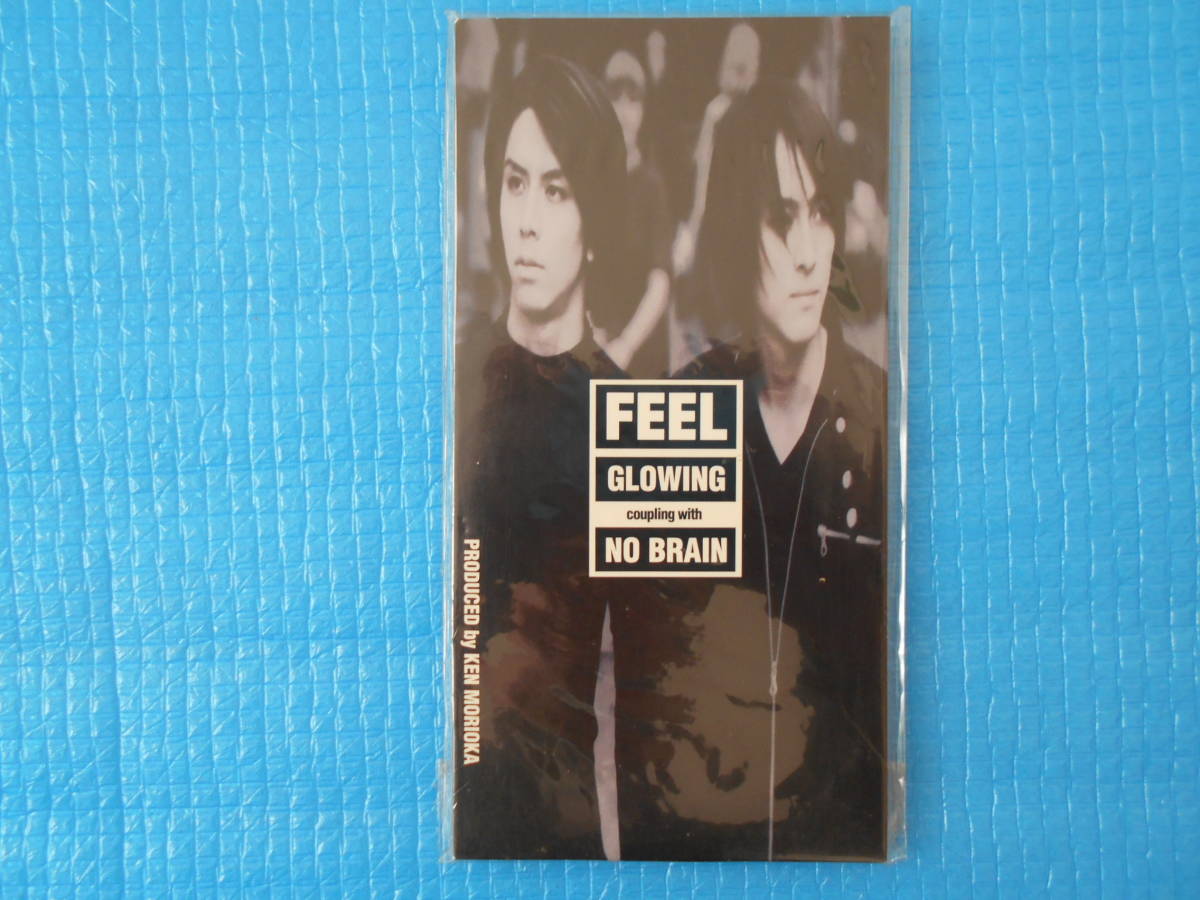 FEEL
GLOWING
coupling with
NO BRAIN
PRODUCED by KEN MORIOKA